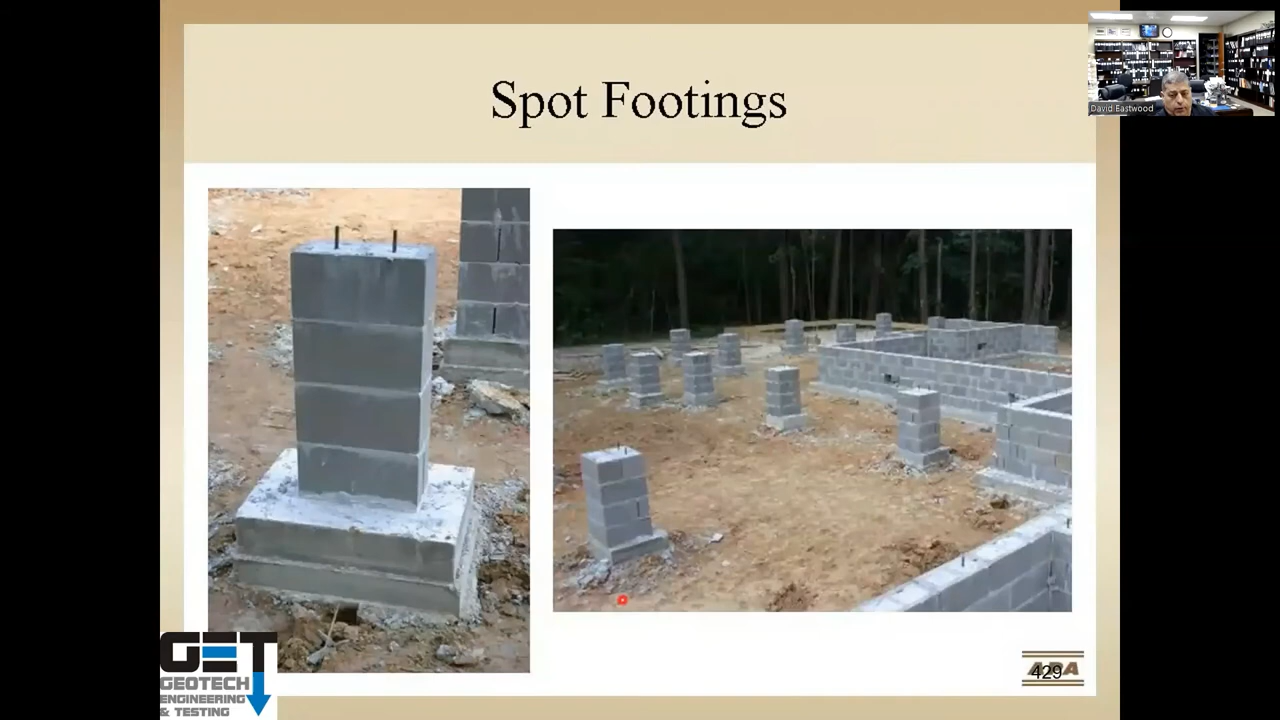 Spot Footings
David Eastwood
GET
GEOTECH
ENGINEERING
& TESTING
429